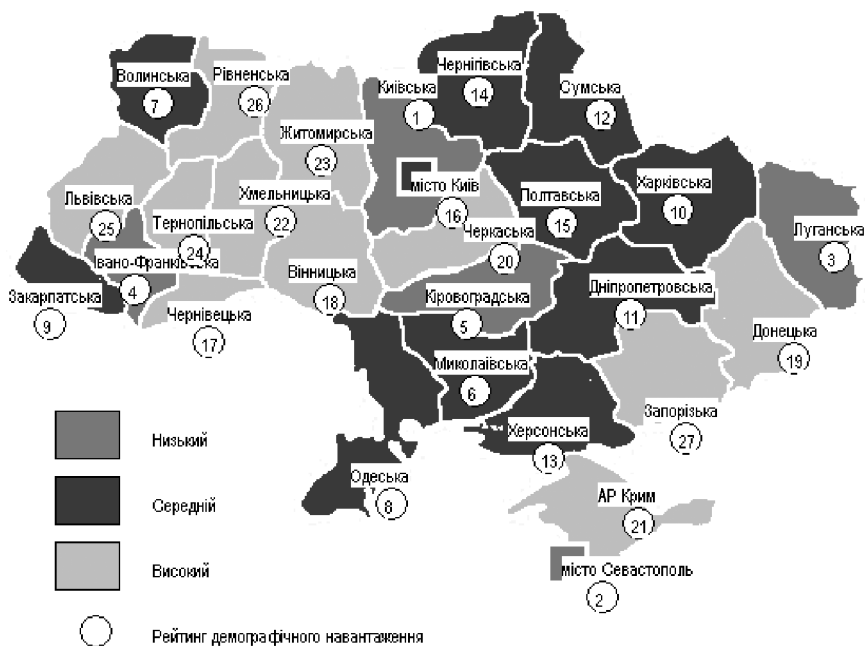 Волинська
7
Рівненська
26
Житомирська
23
Київська
1
Чернігівська
14
Сумська
12
Львівська
25
Тернопільська
24
Хмельницька
22
місто Київ
16
Черкаська
20
Полтавська
15
Харківська
10
Луганська
3
Закарпатська
9
Івано-Франківська
4
Чернівецька
17
Вінницька
18
Кіровоградська
5
Дніпропетровська
11
Донецька
19
Миколаївська
6
Запорізька
27
Херсонська
13
Одеська
8
АР Крим
21
місто Севастополь
2
Низький
Середній
Високий
Рейтинг демографічного навантаження